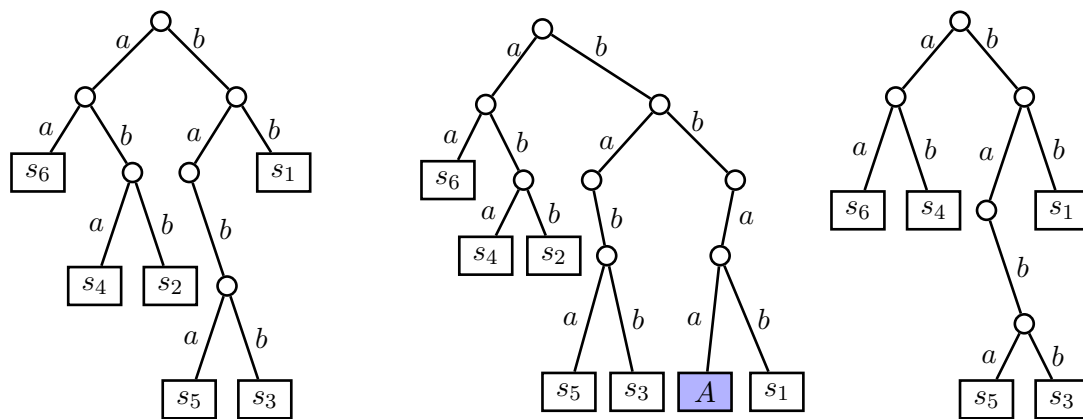 a b
a b a b
s6 s1
a b b
s4 s2
a b
s5 s3
a b
a b a b
s6
a b b a
s4 s2
a b a b
s5 s3 A s1
a b
a b a b
s6 s4 s1
b
a b
s5 s3